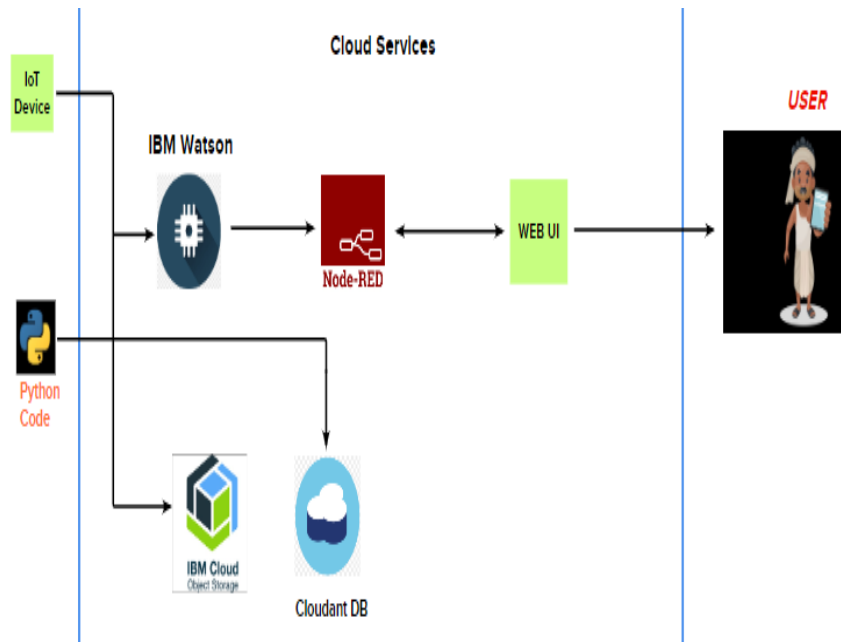 Cloud Services
IoT
Device
USER
IBM Watson
WEB UI
Node-RED
Python
Code
IBM Cloud
Object Storage
Cloudant DB